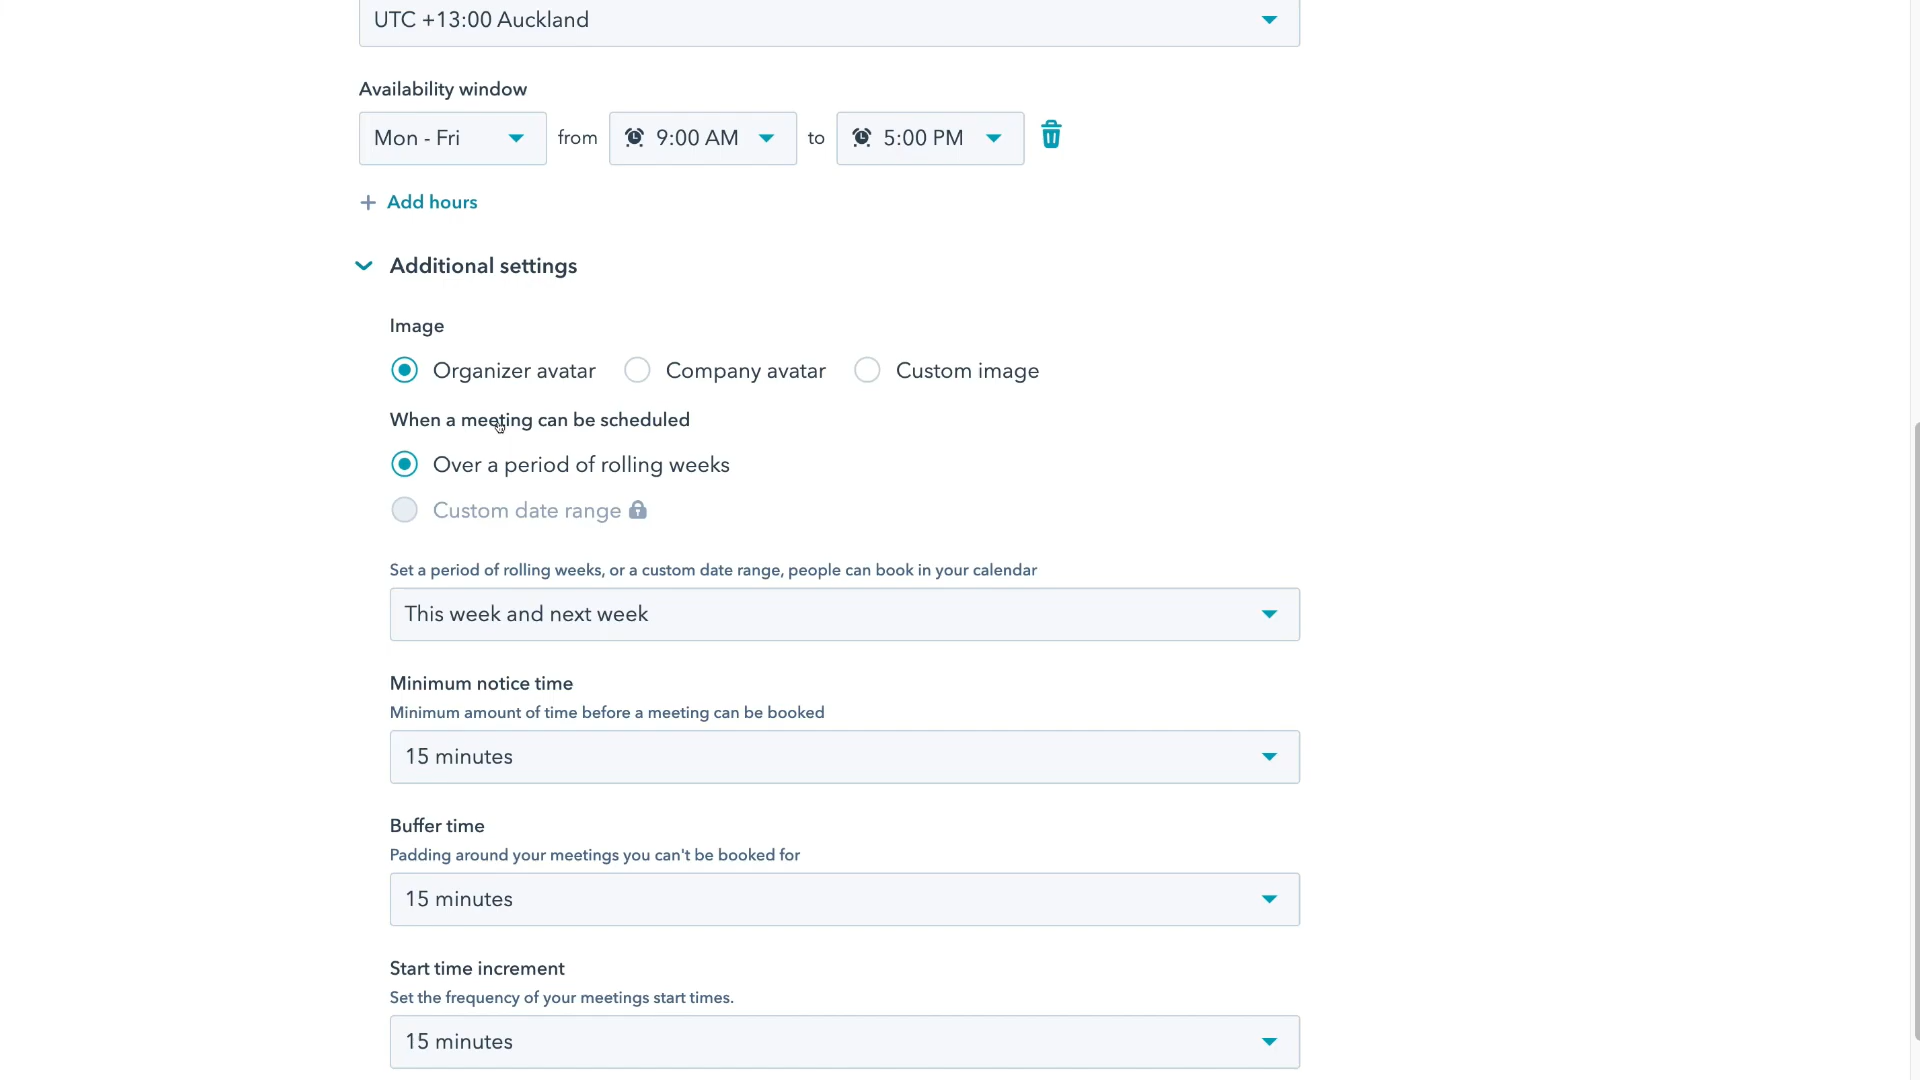 UTC +13:00 Auckland
Availability window
Mon - Fri from 9:00 AM to 5:00 PM
+ Add hours
Additional settings
Image
Organizer avatar Company avatar Custom image
When a meeting can be scheduled
Over a period of rolling weeks
Custom date range
Set a period of rolling weeks, or a custom date range, people can book in your calendar
This week and next week
Minimum notice time
Minimum amount of time before a meeting can be booked
15 minutes
Buffer time
Padding around your meetings you can't be booked for
15 minutes
Start time increment
Set the frequency of your meetings start times.
15 minutes